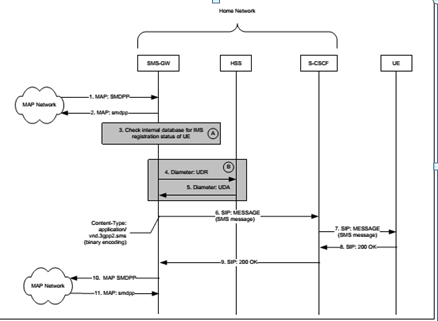 Home Network
SMS-GW
HSS
S-CSCF
UE
MAP Network
1. MAP: SMDPP
2. MAP: smdpp
3. Check internal database for IMS
registration status of UE
A
B
4. Diameter: UDR
5. Diameter: UDA
6. SIP: MESSAGE
(SMS message)
Content-Type:
application/
vnd.3gpp2.sms
(binary encoding)
7. SIP: MESSAGE
(SMS message)
8. SIP: 200 OK
9. SIP: 200 OK
MAP Network
10. MAP SMDPP
11. MAP: smdpp